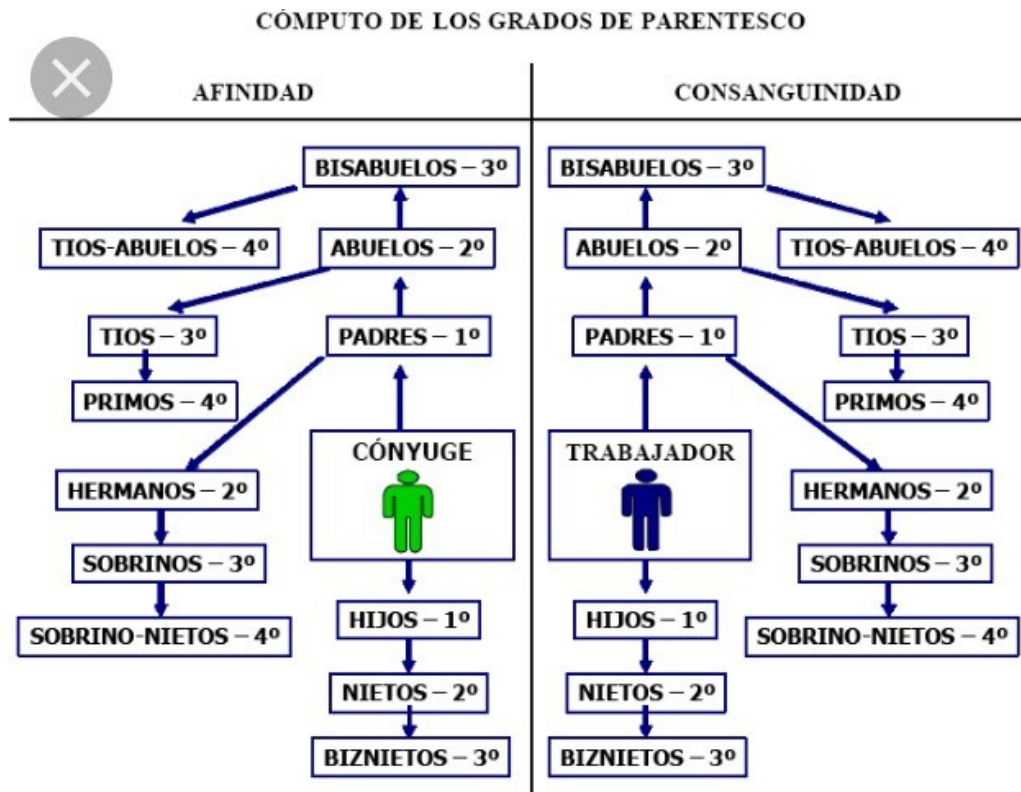 CÓMPUTO DE LOS GRADOS DE PARENTESCO
AFINIDAD
BISABUELOS – 3º
TIOS-ABUELOS – 4º
ABUELOS – 2º
TIOS – 3º
PADRES – 1º
PRIMOS – 4º
CÓNYUGE
HERMANOS – 2º
SOBRINOS – 3º
HIJOS – 1º
SOBRINO-NIETOS – 4º
NIETOS – 2º
BIZNIETOS – 3º
CONSANGUINIDAD
BISABUELOS – 3º
ABUELOS – 2º
TIOS-ABUELOS – 4º
PADRES – 1º
TIOS – 3º
PRIMOS – 4º
TRABAJADOR
HERMANOS – 2º
SOBRINOS – 3º
HIJOS – 1º
SOBRINO-NIETOS – 4º
NIETOS – 2º
BIZNIETOS – 3º